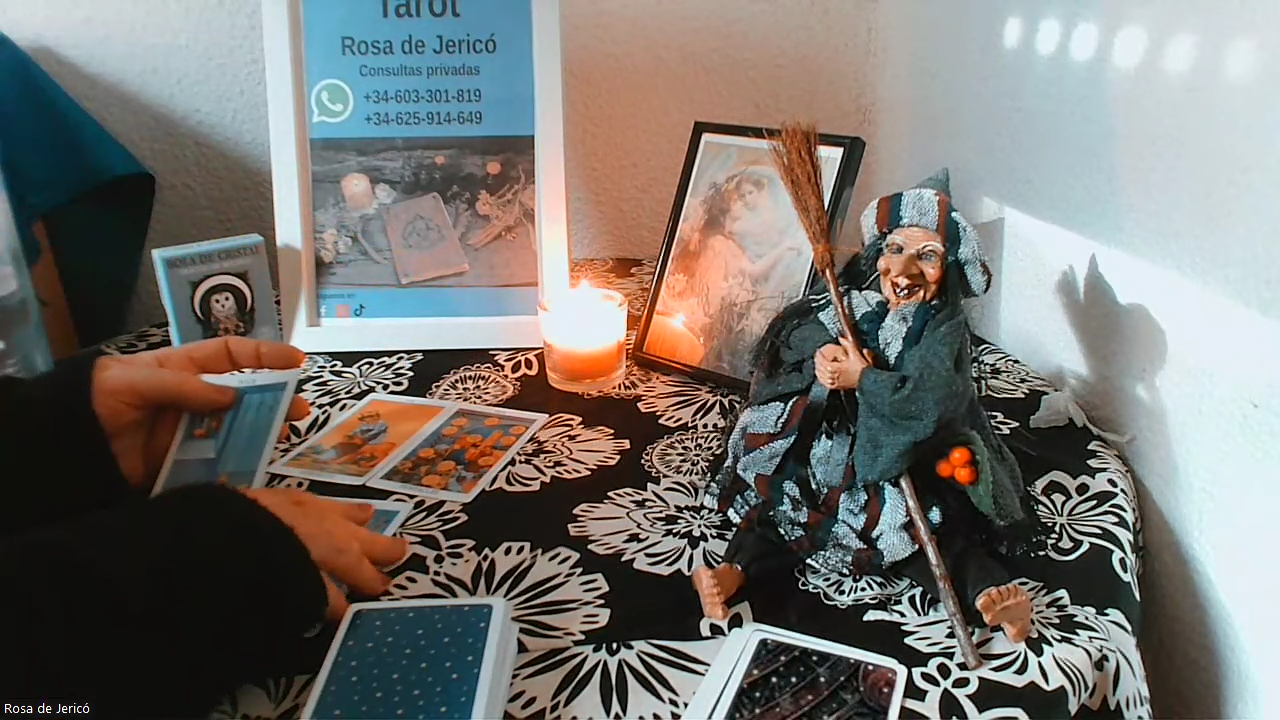 Tarot
Rosa de Jericó
Consultas privadas
+34-603-301-819
+34-625-914-649
ROSA DE CRISTAL
Rosa de Jericó